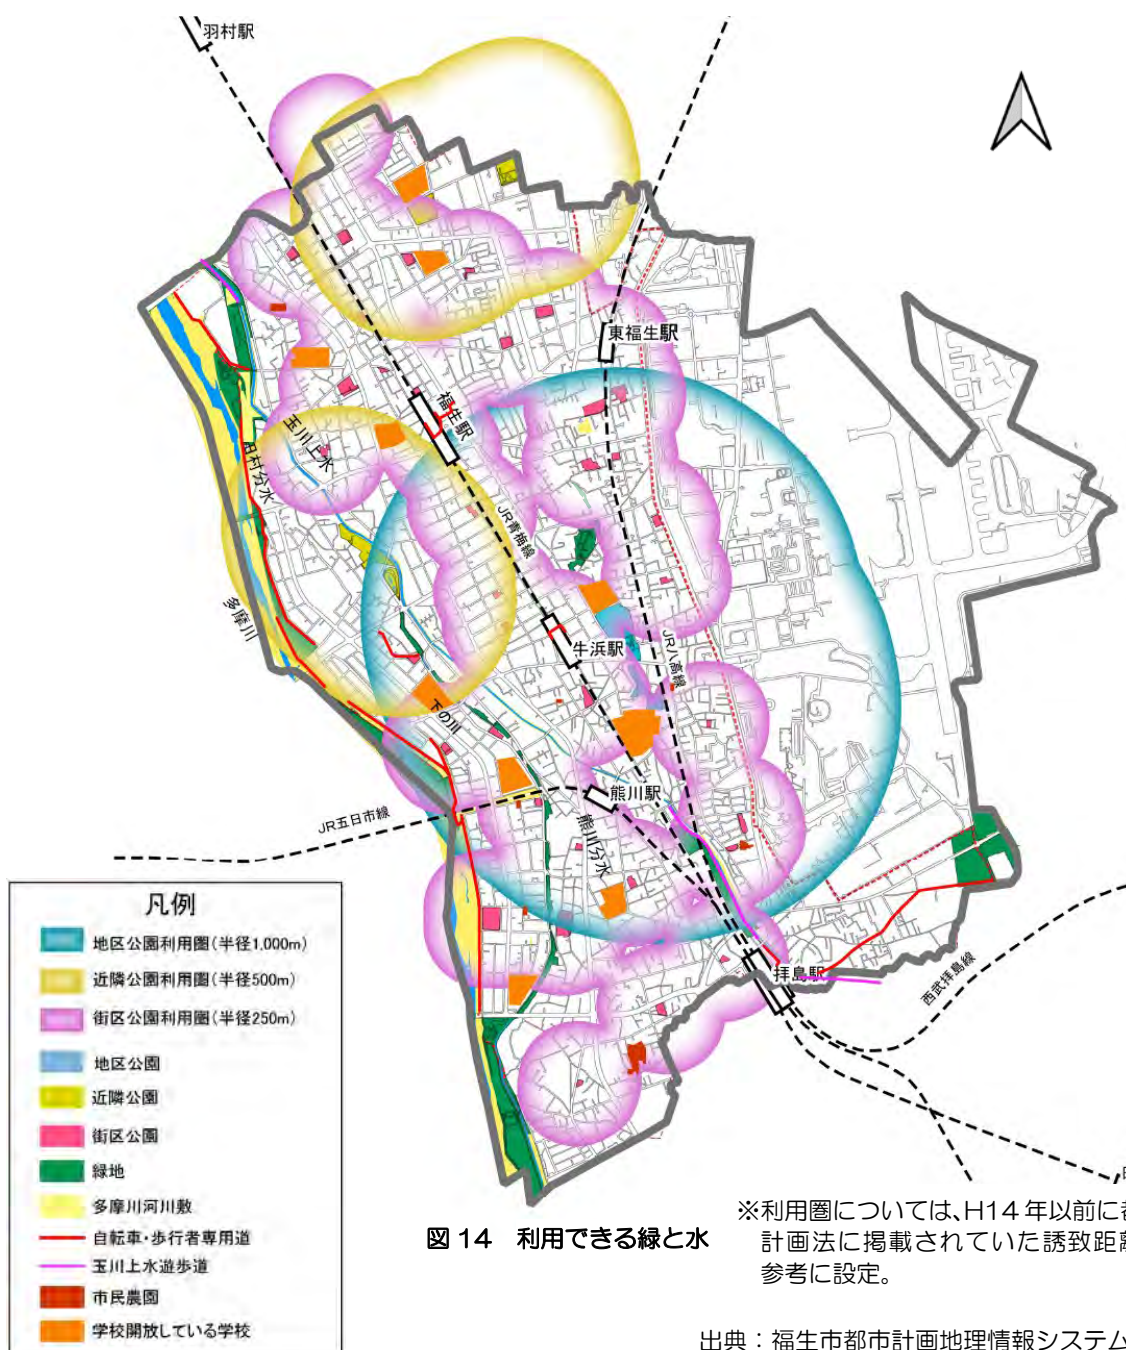 羽村駅
東福生駅
福生駅
玉川上水
田村分水
JR青梅線
多摩川
牛浜駅
JR八高線
下の川
熊川駅
JR五日市線
熊川分水
拝島駅
西武拝島線
凡例
地区公園利用圏(半径1,000m)
近隣公園利用圏(半径500m)
街区公園利用圏(半径250m)
地区公園
近隣公園
街区公園
緑地
多摩川河川敷
自転車・歩行者専用道
玉川上水遊歩道
市民農園
学校開放している学校
図14 利用できる緑と水
※利用圏については、H14年以前に都
計画法に掲載されていた誘致距離
参考に設定。
出典：福生市都市計画地理情報システム